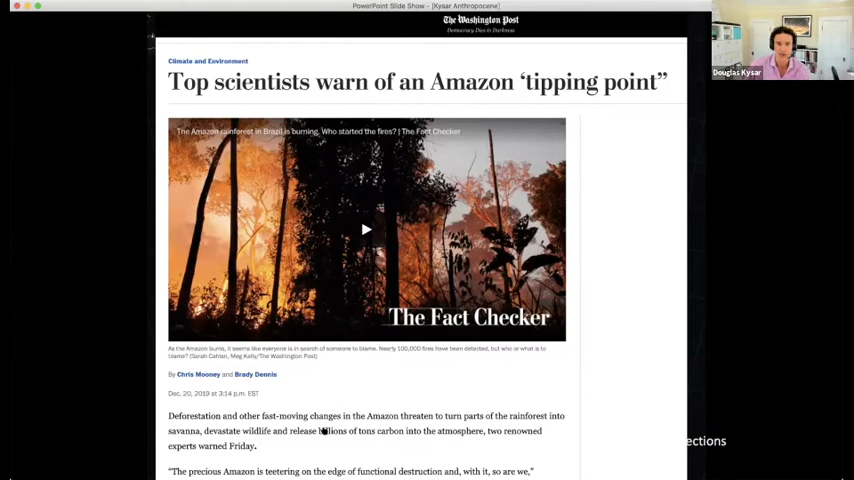 PowerPoint Slide Show - [Kysar Anthropocene]
The Washington Post
Democracy Dies in Darkness
Douglas Kysar
Climate and Environment
Top scientists warn of an Amazon ‘tipping point”
The Amazon rainforest in Brazil is burning. Who started the fires? | The Fact Checker
The Fact Checker
As the Amazon burns, it seems like everyone is in search of someone to blame. Nearly 100,000 fires have been detected, but who or what is to
blame? (Sarah Cahlan, Meg Kelly/The Washington Post)
By Chris Mooney and Brady Dennis
Dec. 20, 2019 at 3:14 p.m. EST
Deforestation and other fast-moving changes in the Amazon threaten to turn parts of the rainforest into
savanna, devastate wildlife and release billions of tons carbon into the atmosphere, two renowned
experts warned Friday.
ections
“The precious Amazon is teetering on the edge of functional destruction and, with it, so are we,”